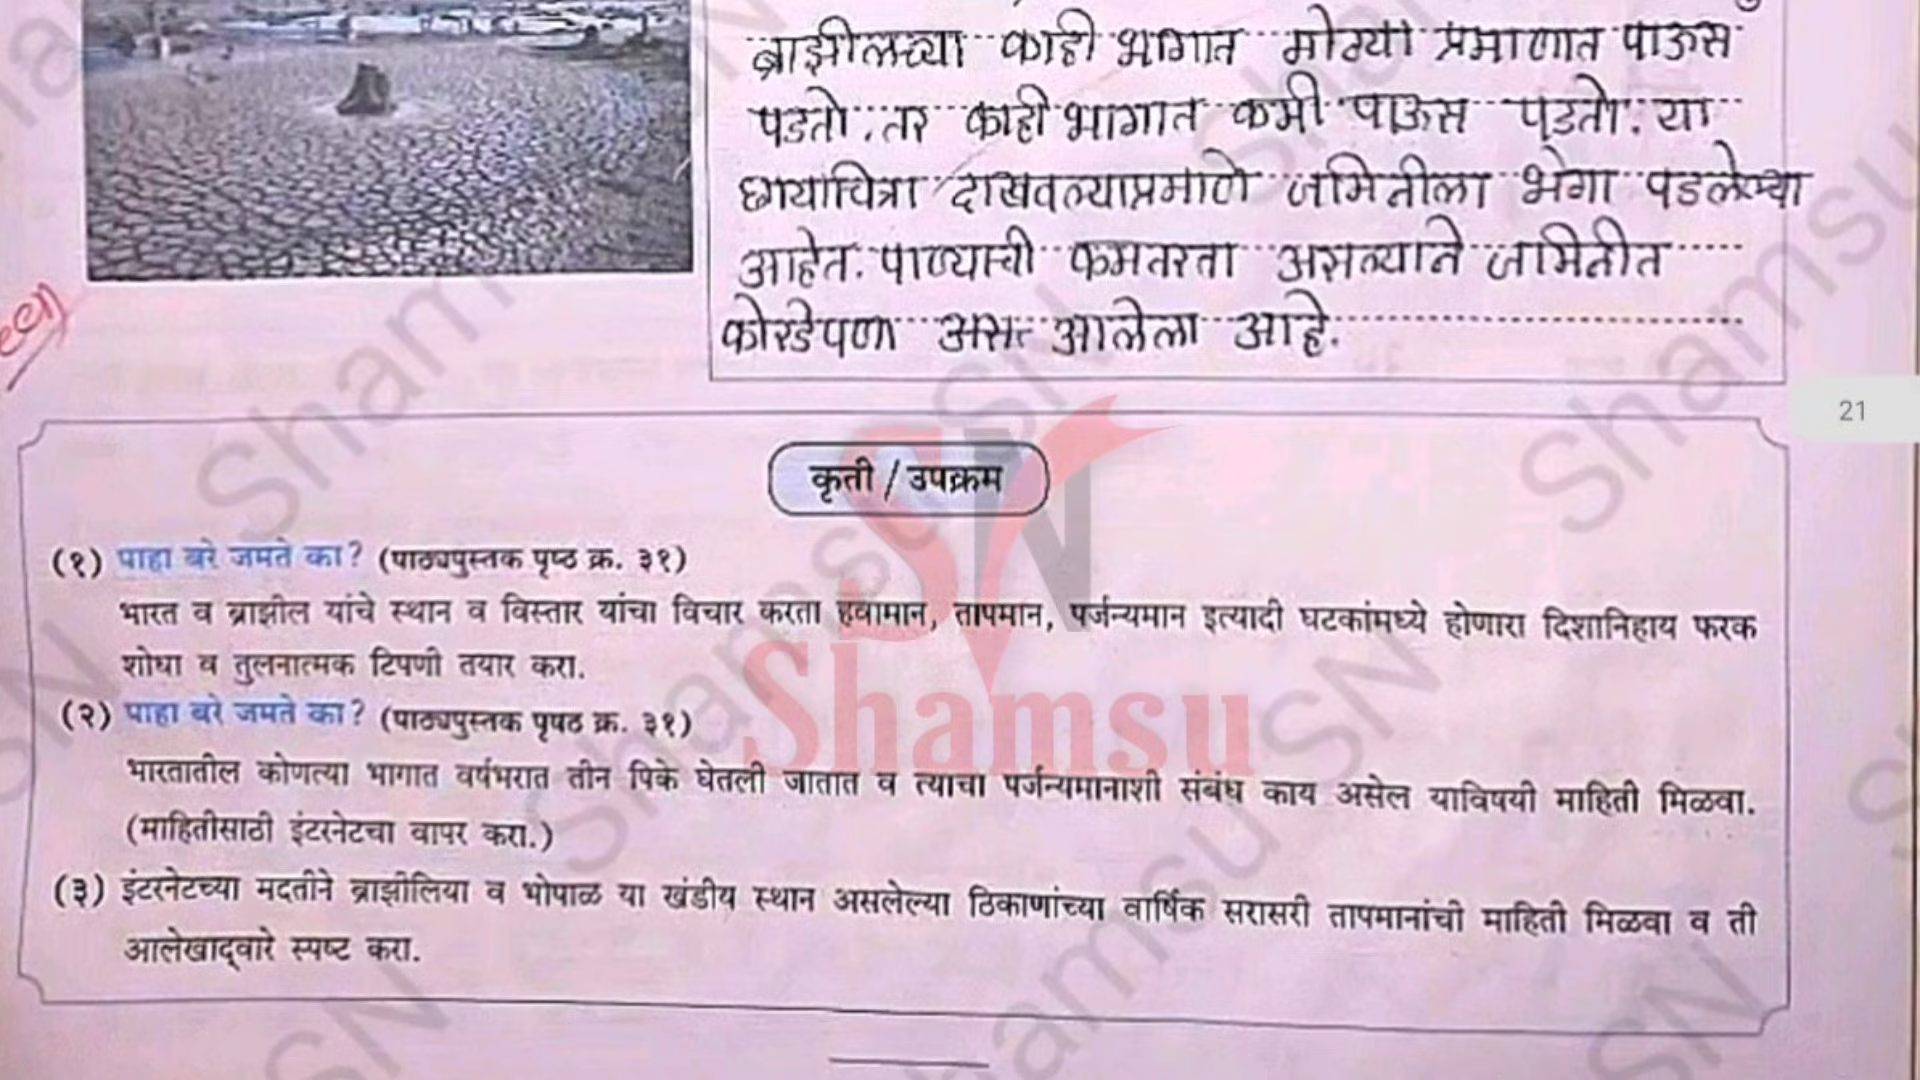 ब्राझीलच्या काही भागात मोठ्या प्रमाणात पाऊस
पडतो. तर काही भागात कमी पाऊस पडतो. या
छायाचित्रा दाखवल्याप्रमाणे जमिनीला भेगा पडलेल्या
आहेत. पाण्याची कमतरता असल्याने जमिनीत
कोरडेपणा आलेला आहे.
21
कृती / उपक्रम
(१) पाहा बरे जमते का? (पाठ्यपुस्तक पृष्ठ क्र. ३१)
भारत व ब्राझील यांचे स्थान व विस्तार यांचा विचार करता हवामान, तापमान, पर्जन्यमान इत्यादी घटकांमध्ये होणारा दिशानिहाय फरक
शोधा व तुलनात्मक टिपणी तयार करा.
(२) पाहा बरे जमते का? (पाठ्यपुस्तक पृषठ क्र. ३१)
भारतातील कोणत्या भागात वर्षभरात तीन पिके घेतली जातात व त्याचा पर्जन्यमानाशी संबंध काय असेल याविषयी माहिती मिळवा.
(माहितीसाठी इंटरनेटचा वापर करा.)
(३) इंटरनेटच्या मदतीने ब्राझीलिया व भोपाळ या खंडीय स्थान असलेल्या ठिकाणांच्या वार्षिक सरासरी तापमानांची माहिती मिळवा व ती
आलेखाद्वारे स्पष्ट करा.
SN
Shamsu